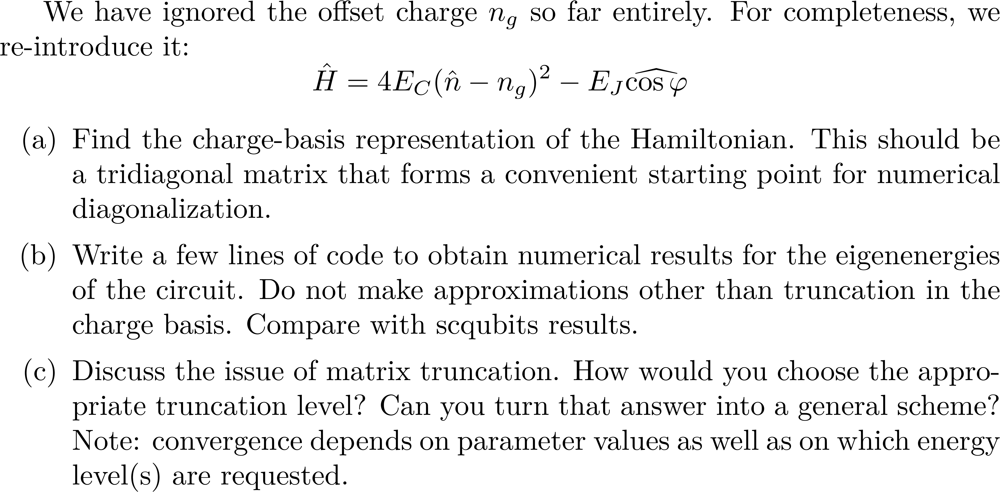 We have ignored the offset charge $n_g$ so far entirely. For completeness, we
re-introduce it:
$\hat{H} = 4E_C(\hat{n} - n_g)^2 - E_J\widehat{\cos\varphi}$
(a) Find the charge-basis representation of the Hamiltonian. This should be
a tridiagonal matrix that forms a convenient starting point for numerical
diagonalization.
(b) Write a few lines of code to obtain numerical results for the eigenenergies
of the circuit. Do not make approximations other than truncation in the
charge basis. Compare with scqubits results.
(c) Discuss the issue of matrix truncation. How would you choose the appro-
priate truncation level? Can you turn that answer into a general scheme?
Note: convergence depends on parameter values as well as on which energy
level(s) are requested.